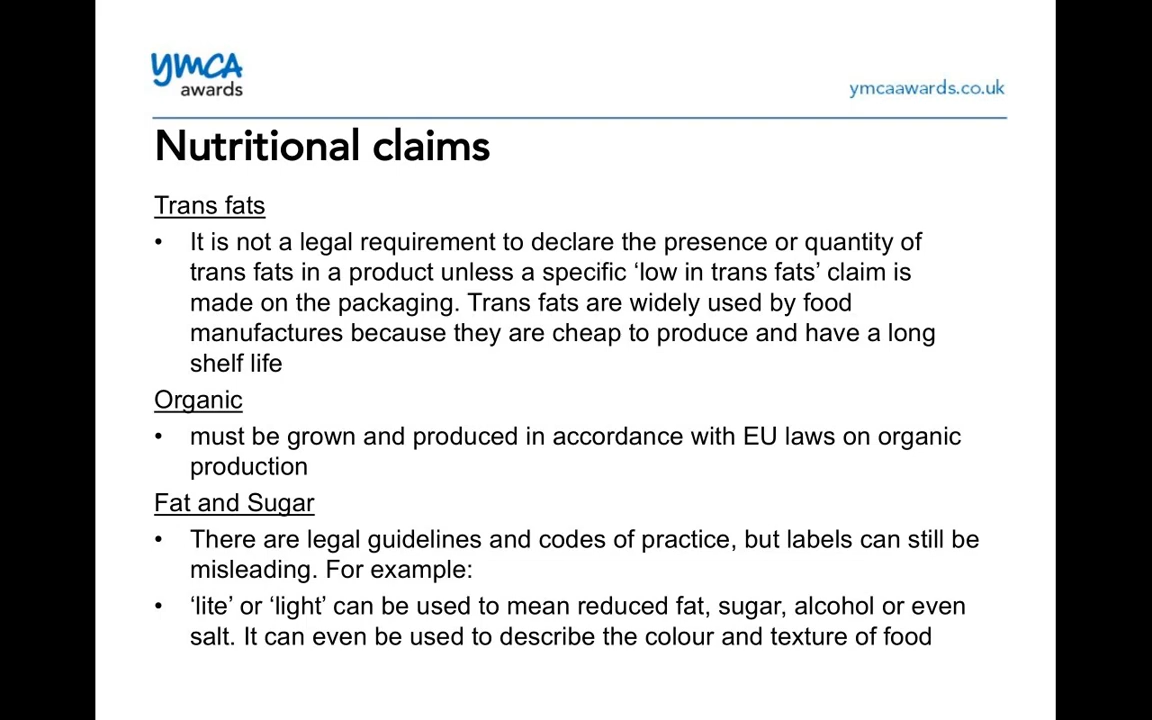 ymca
awards
ymcaawards.co.uk
Nutritional claims
Trans fats
• It is not a legal requirement to declare the presence or quantity of
trans fats in a product unless a specific ‘low in trans fats’ claim is
made on the packaging. Trans fats are widely used by food
manufactures because they are cheap to produce and have a long
shelf life
Organic
• must be grown and produced in accordance with EU laws on organic
production
Fat and Sugar
• There are legal guidelines and codes of practice, but labels can still be
misleading. For example:
• ‘lite’ or ‘light’ can be used to mean reduced fat, sugar, alcohol or even
salt. It can even be used to describe the colour and texture of food